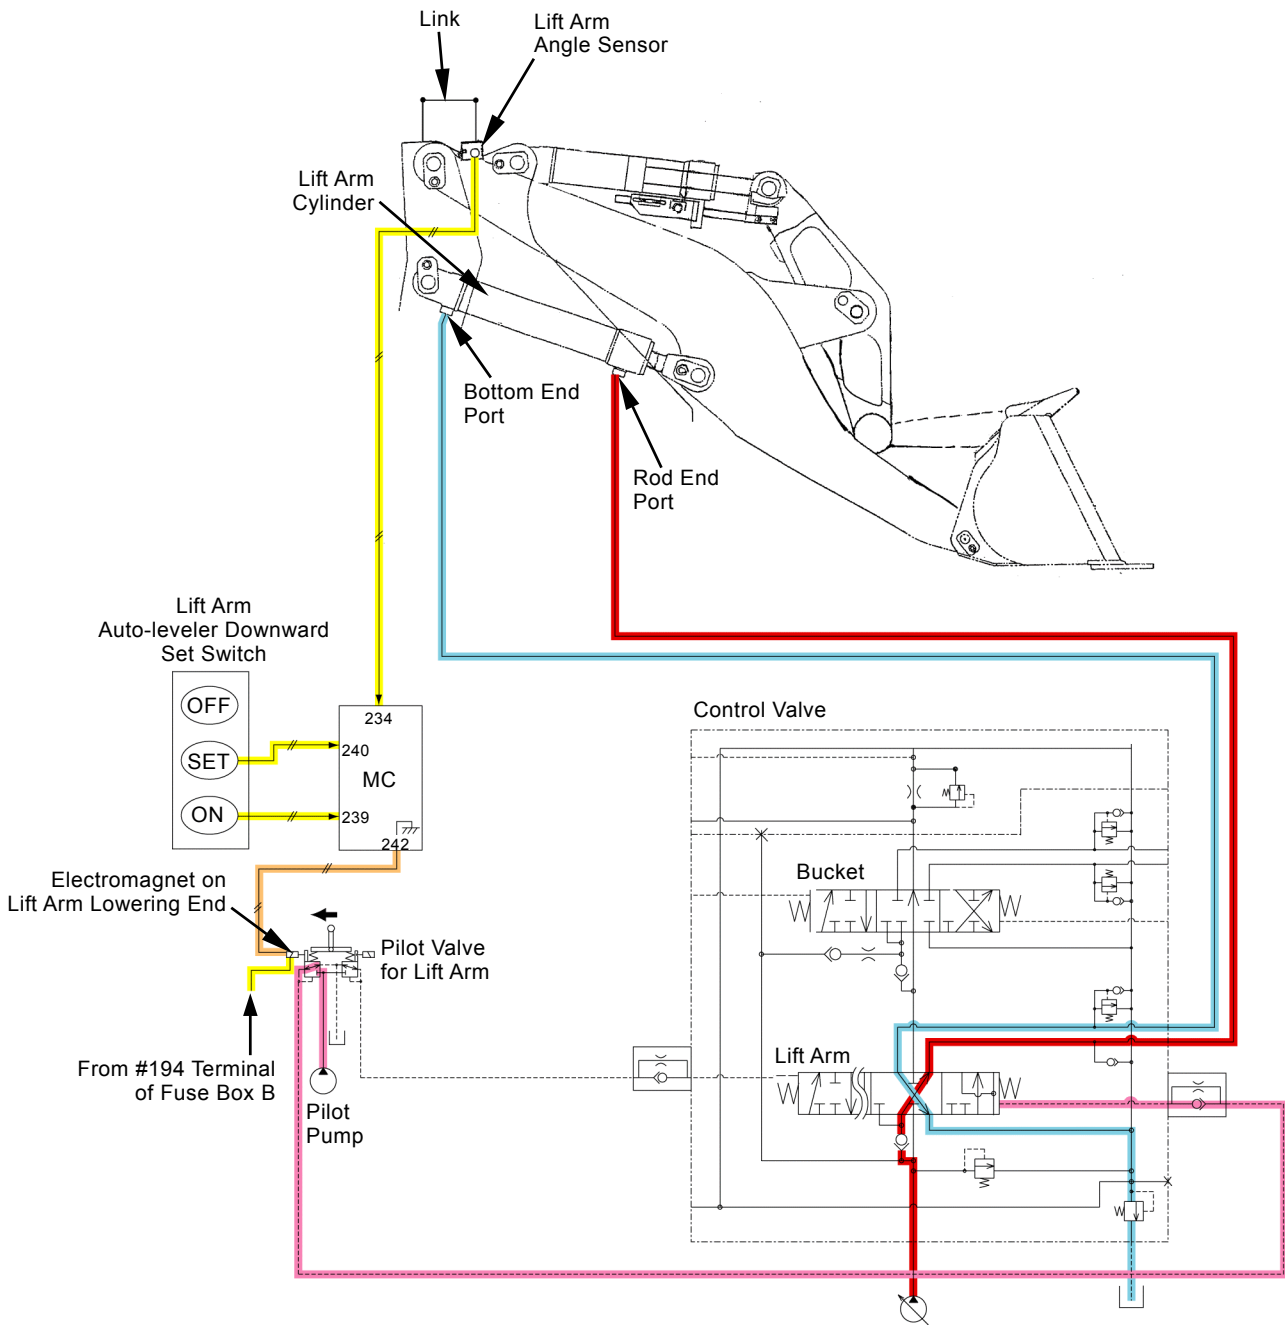 Link
Lift Arm
Angle Sensor
Lift Arm
Cylinder
Bottom End
Port
Rod End
Port
Lift Arm
Auto-leveler Downward
Set Switch
OFF
SET
ON
234
240
MC
239
242
Control Valve
Bucket
Electromagnet on
Lift Arm Lowering End
Pilot Valve
for Lift Arm
Lift Arm
From #194 Terminal
of Fuse Box B
Pilot
Pump